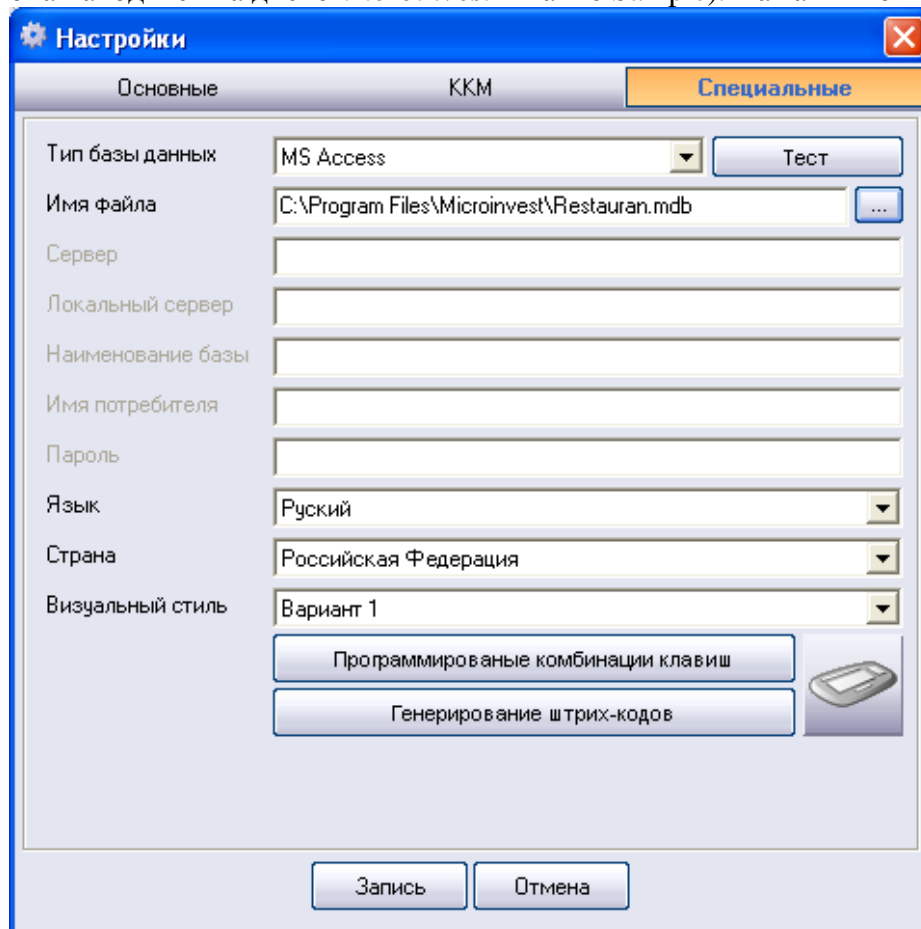 Настройки
Основные ККМ Специальные
Тип базы данных MS Access Тест
Имя файла C:\Program Files\Microinvest\Restauran.mdb ...
Сервер
Локальный сервер
Наименование базы
Имя потребителя
Пароль
Язык Руский
Страна Российская Федерация
Визуальный стиль Вариант 1
Программированые комбинации клавиш
Генерирование штрих-кодов
Запись Отмена